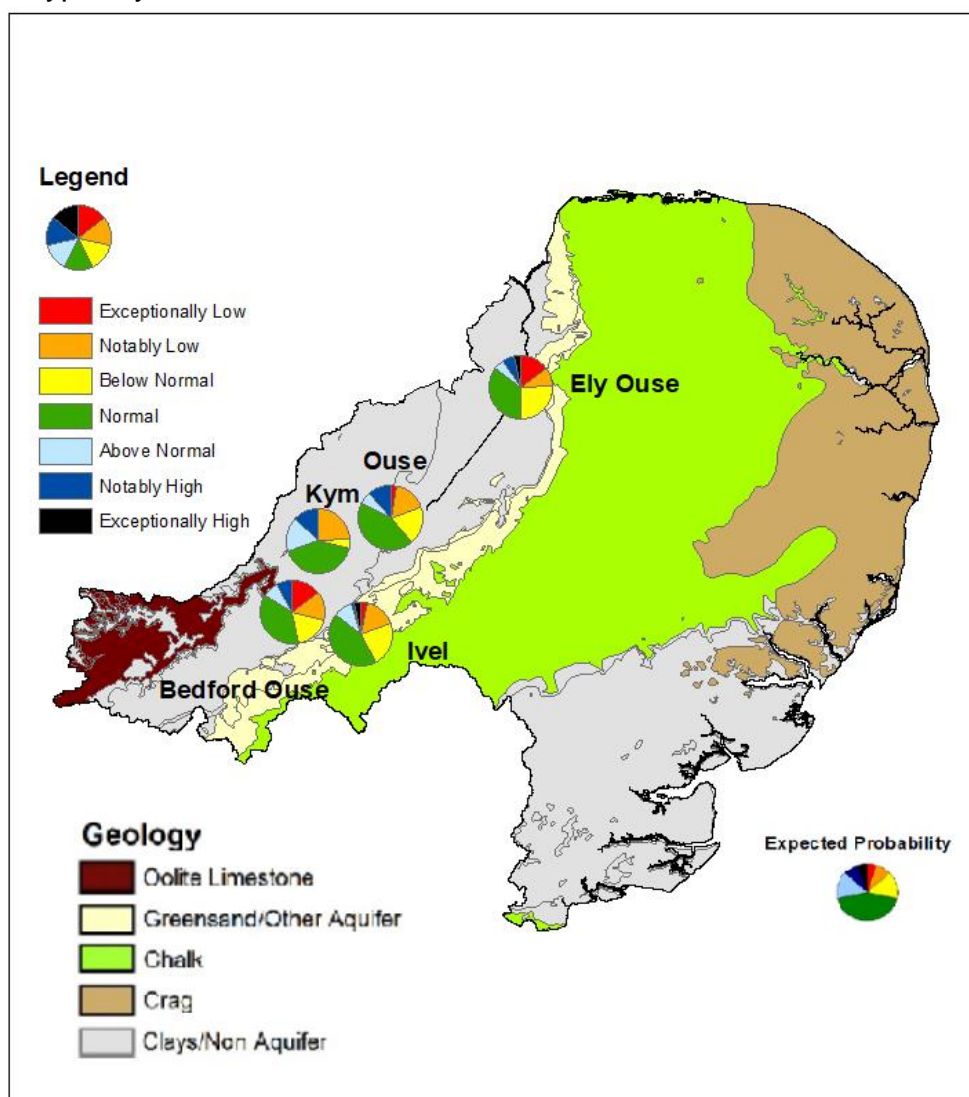 Legend
Exceptionally Low
Notably Low
Below Normal
Normal
Above Normal
Notably High
Exceptionally High
Ely Ouse
Ouse
Kym
Ivel
Bedford Ouse
Geology
Oolite Limestone
Greensand/Other Aquifer
Chalk
Crag
Clays/Non Aquifer
Expected Probability